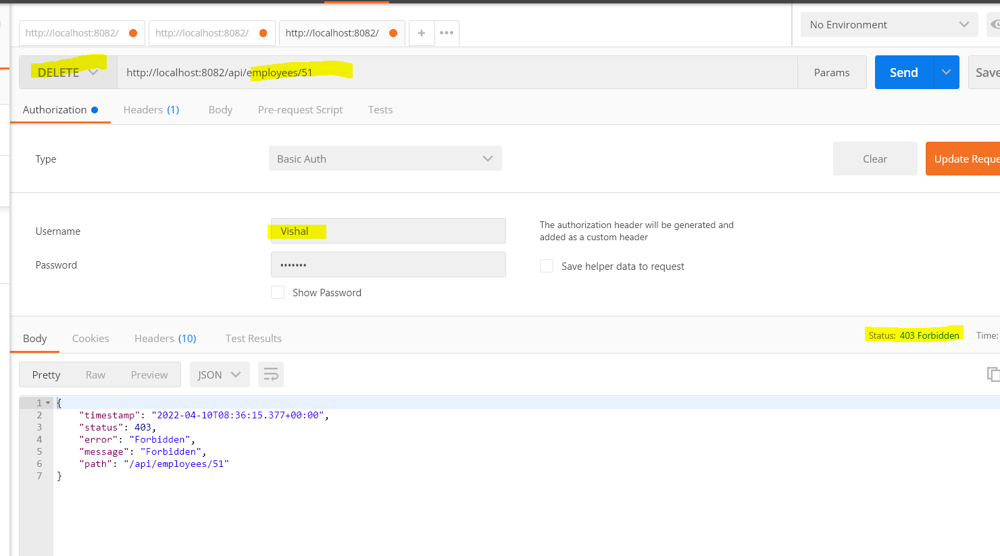 http://localhost:8082/ http://localhost:8082/ http://localhost:8082/ + •••
No Environment
DELETE http://localhost:8082/api/employees/51 Params Send Save
Authorization Headers (1) Body Pre-request Script Tests
Type Basic Auth Clear Update Reque
Username Vishal
The authorization header will be generated and
added as a custom header
Password •••••••
Save helper data to request
Show Password
Body Cookies Headers (10) Test Results Status: 403 Forbidden Time:
Pretty Raw Preview JSON
1 {
2 "timestamp": "2022-04-10T08:36:15.377+00:00",
3 "status": 403,
4 "error": "Forbidden",
5 "message": "Forbidden",
6 "path": "/api/employees/51"
7 }